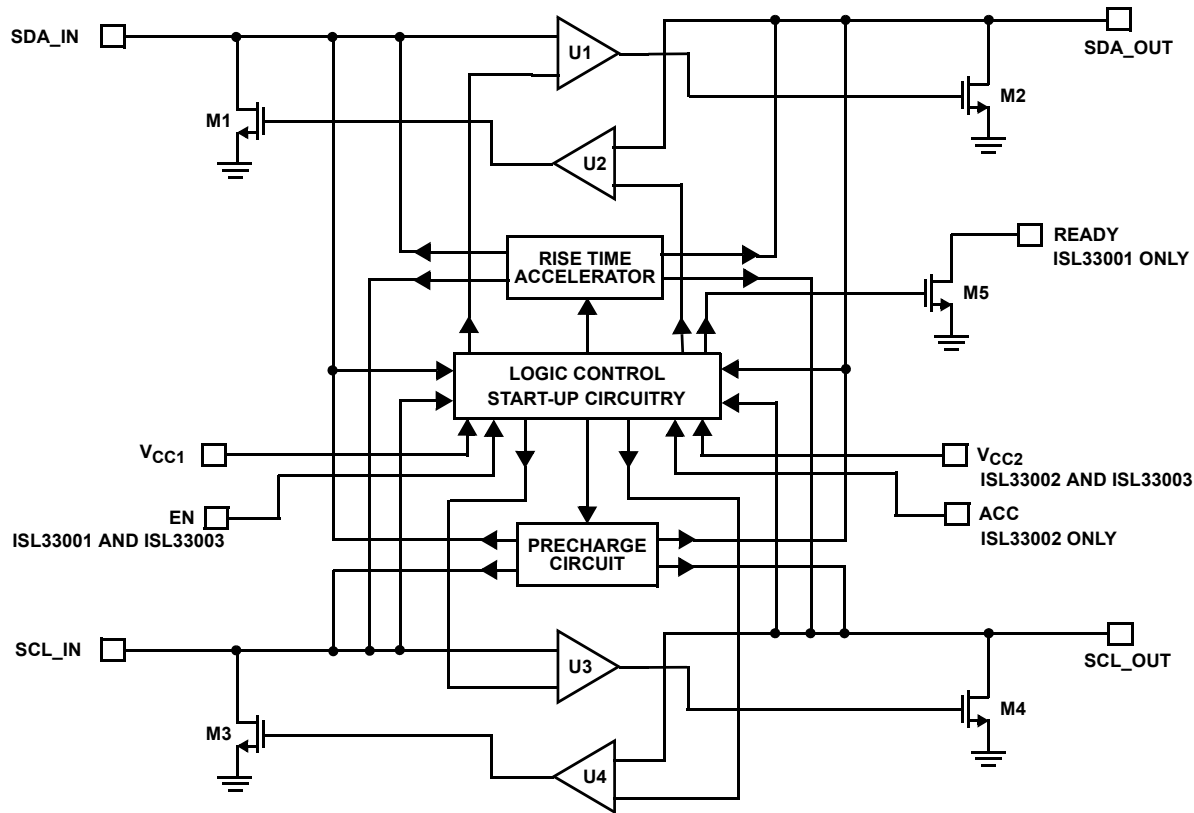 SDA_IN
U1
SDA_OUT
M1
M2
U2
RISE TIME
ACCELERATOR
READY
ISL33001 ONLY
M5
LOGIC CONTROL
START-UP CIRCUITRY
VCC1
VCC2
ISL33002 AND ISL33003
EN
ISL33001 AND ISL33003
ACC
ISL33002 ONLY
PRECHARGE
CIRCUIT
SCL_IN
U3
SCL_OUT
M3
M4
U4